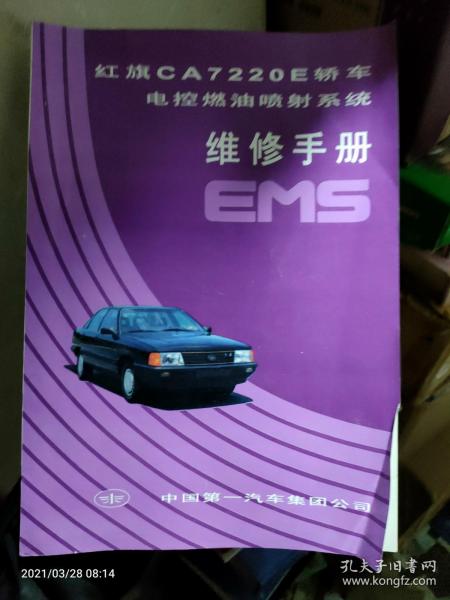 红旗CA7220E轿车
电控燃油喷射系统
维修手册
EMS
中国第一汽车集团公司
2021/03/28 08:14
孔夫子旧书网
www.kongfz.com